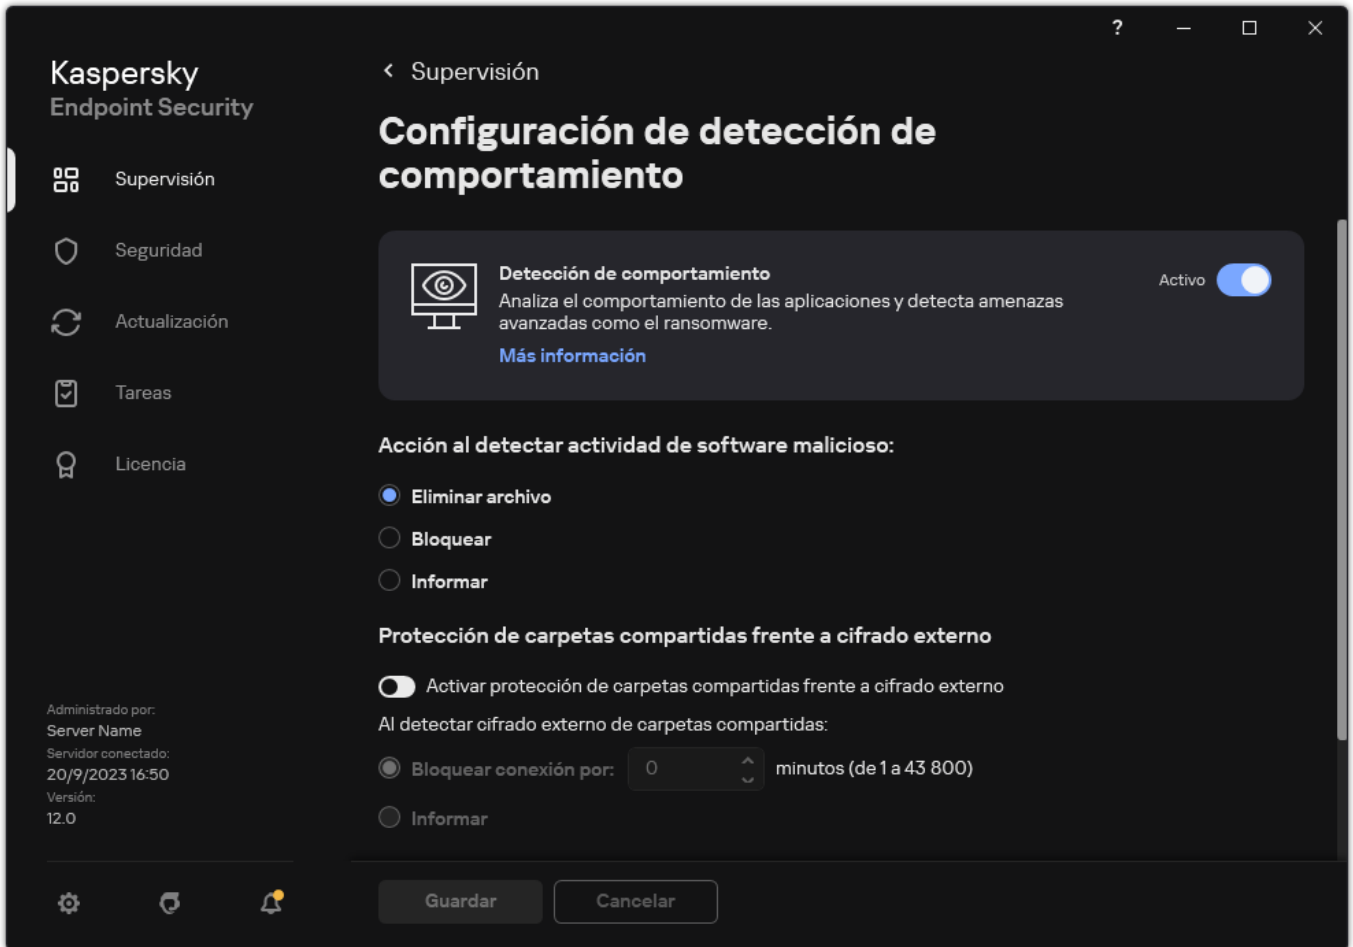 ?
Kaspersky
Endpoint Security
Supervisión
Seguridad
Actualización
Tareas
Licencia
Administrado por:
Server Name
Servidor conectado:
20/9/2023 16:50
Versión:
12.0
Supervisión
Configuración de detección de
comportamiento
Detección de comportamiento
Analiza el comportamiento de las aplicaciones y detecta amenazas
avanzadas como el ransomware.
Más información
Activo
Acción al detectar actividad de software malicioso:
Eliminar archivo
Bloquear
Informar
Protección de carpetas compartidas frente a cifrado externo
Activar protección de carpetas compartidas frente a cifrado externo
Al detectar cifrado externo de carpetas compartidas:
Bloquear conexión por: 0 minutos (de 1 a 43 800)
Informar
Guardar Cancelar